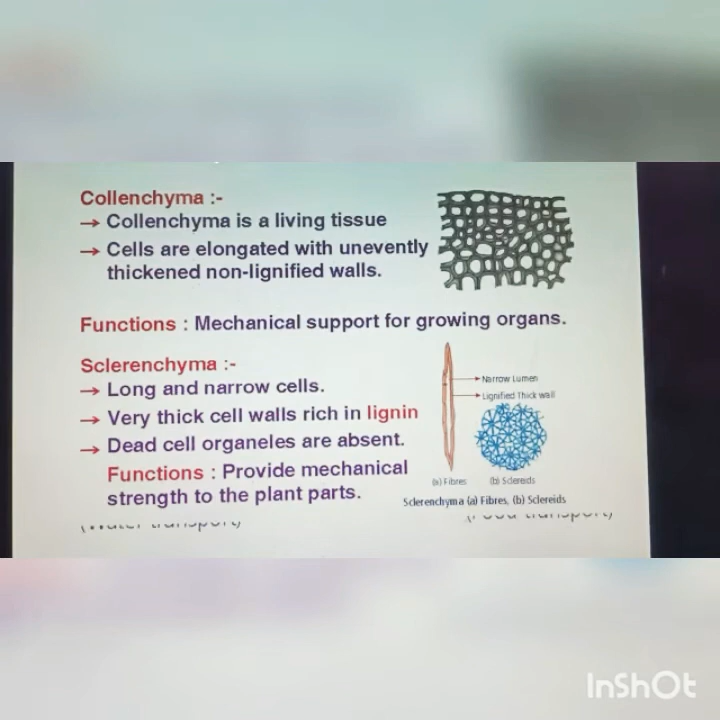 Collenchyma :-
→ Collenchyma is a living tissue
→ Cells are elongated with unevently
thickened non-lignified walls.
Functions : Mechanical support for growing organs.
Sclerenchyma :-
→ Long and narrow cells.
→ Very thick cell walls rich in lignin
→ Dead cell organeles are absent.
Functions : Provide mechanical
strength to the plant parts.
Narrow Lumen
Lignified Thick wall
(a) Fibres
(b) Sclereids
Sclerenchyma (a) Fibres, (b) Sclereids
InShOt